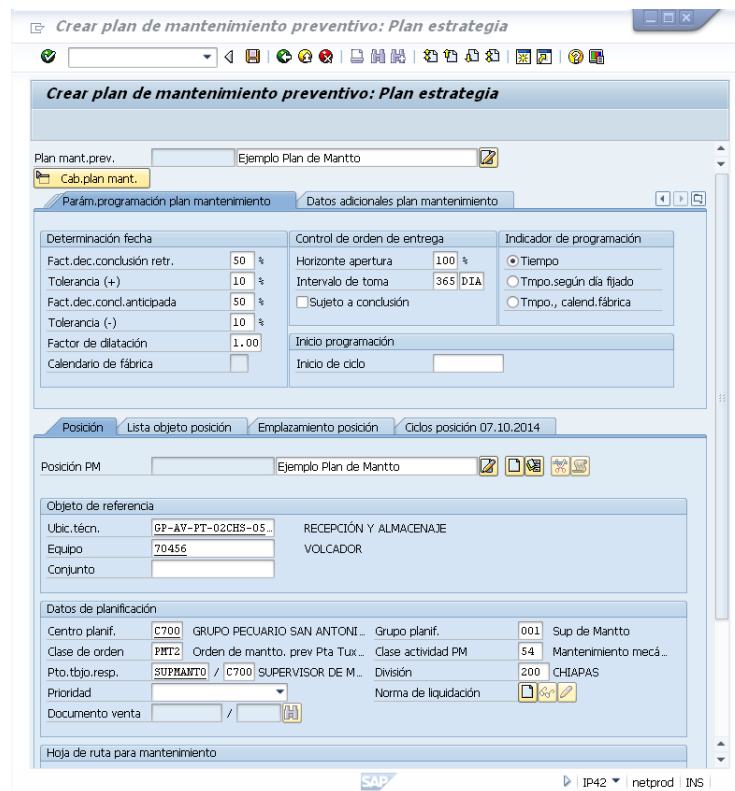 Crear plan de mantenimiento preventivo: Plan estrategia
Crear plan de mantenimiento preventivo: Plan estrategia
Plan mant.prev. Ejemplo Plan de Mantto
Cab.plan mant.
Parám.programación plan mantenimiento Datos adicionales plan mantenimiento
Determinación fecha Control de orden de entrega Indicador de programación
Fact.dec.conclusión retr. 50 % Horizonte apertura 100 % Tiempo
Tolerancia (+) 10 % Intervalo de toma 365 DIA Tmpo.según día fijado
Fact.dec.concl.anticipada 50 % Sujeto a conclusión Tmpo., calend.fábrica
Tolerancia (-) 10 %
Factor de dilatación 1.00 Inicio programación
Calendario de fábrica Inicio de ciclo
Posición Lista objeto posición Emplazamiento posición Ciclos posición 07.10.2014
Posición PM Ejemplo Plan de Mantto
Objeto de referencia
Ubic.técn. GP-AV-PT-02CHS-05… RECEPCIÓN Y ALMACENAJE
Equipo 70456 VOLCADOR
Conjunto
Datos de planificación
Centro planif. C700 GRUPO PECUARIO SAN ANTONI… Grupo planif. 001 Sup de Mantto
Clase de orden PMT2 Orden de mantto. prev Pta Tux… Clase actividad PM 54 Mantenimiento mecá…
Pto.tbjo.resp. SUPMANTO / C700 SUPERVISOR DE M… División 200 CHIAPAS
Prioridad Norma de liquidación
Documento venta /
Hoja de ruta para mantenimiento
SAP IP42 netprod INS